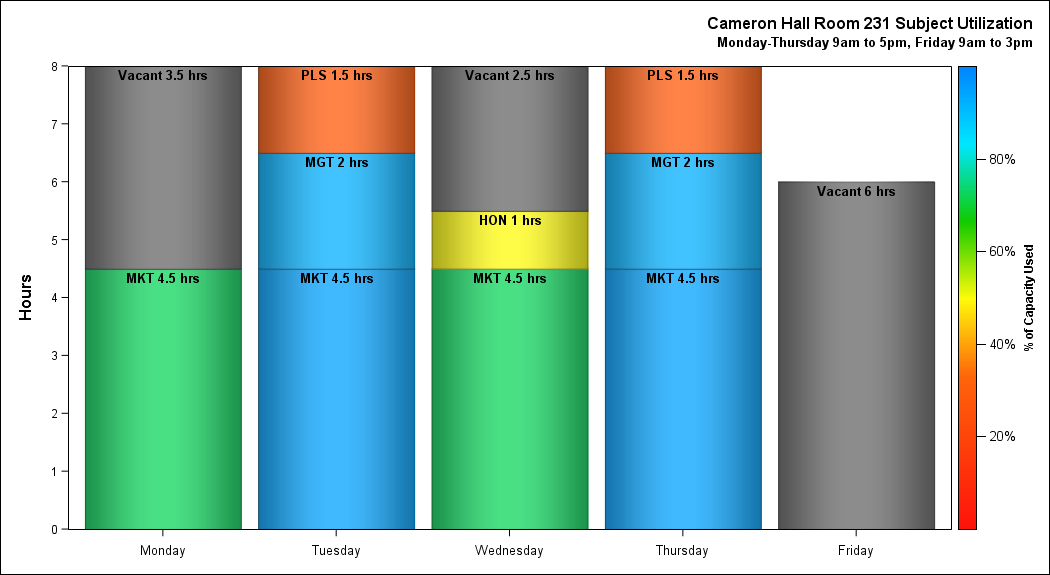 Cameron Hall Room 231 Subject Utilization
Monday-Thursday 9am to 5pm, Friday 9am to 3pm
Hours
8
7
6
5
4
3
2
1
0
Vacant 3.5 hrs
MKT 4.5 hrs
PLS 1.5 hrs
MGT 2 hrs
MKT 4.5 hrs
Vacant 2.5 hrs
HON 1 hrs
MKT 4.5 hrs
PLS 1.5 hrs
MGT 2 hrs
MKT 4.5 hrs
Vacant 6 hrs
Monday
Tuesday
Wednesday
Thursday
Friday
80%
60%
40%
20%
% of Capacity Used